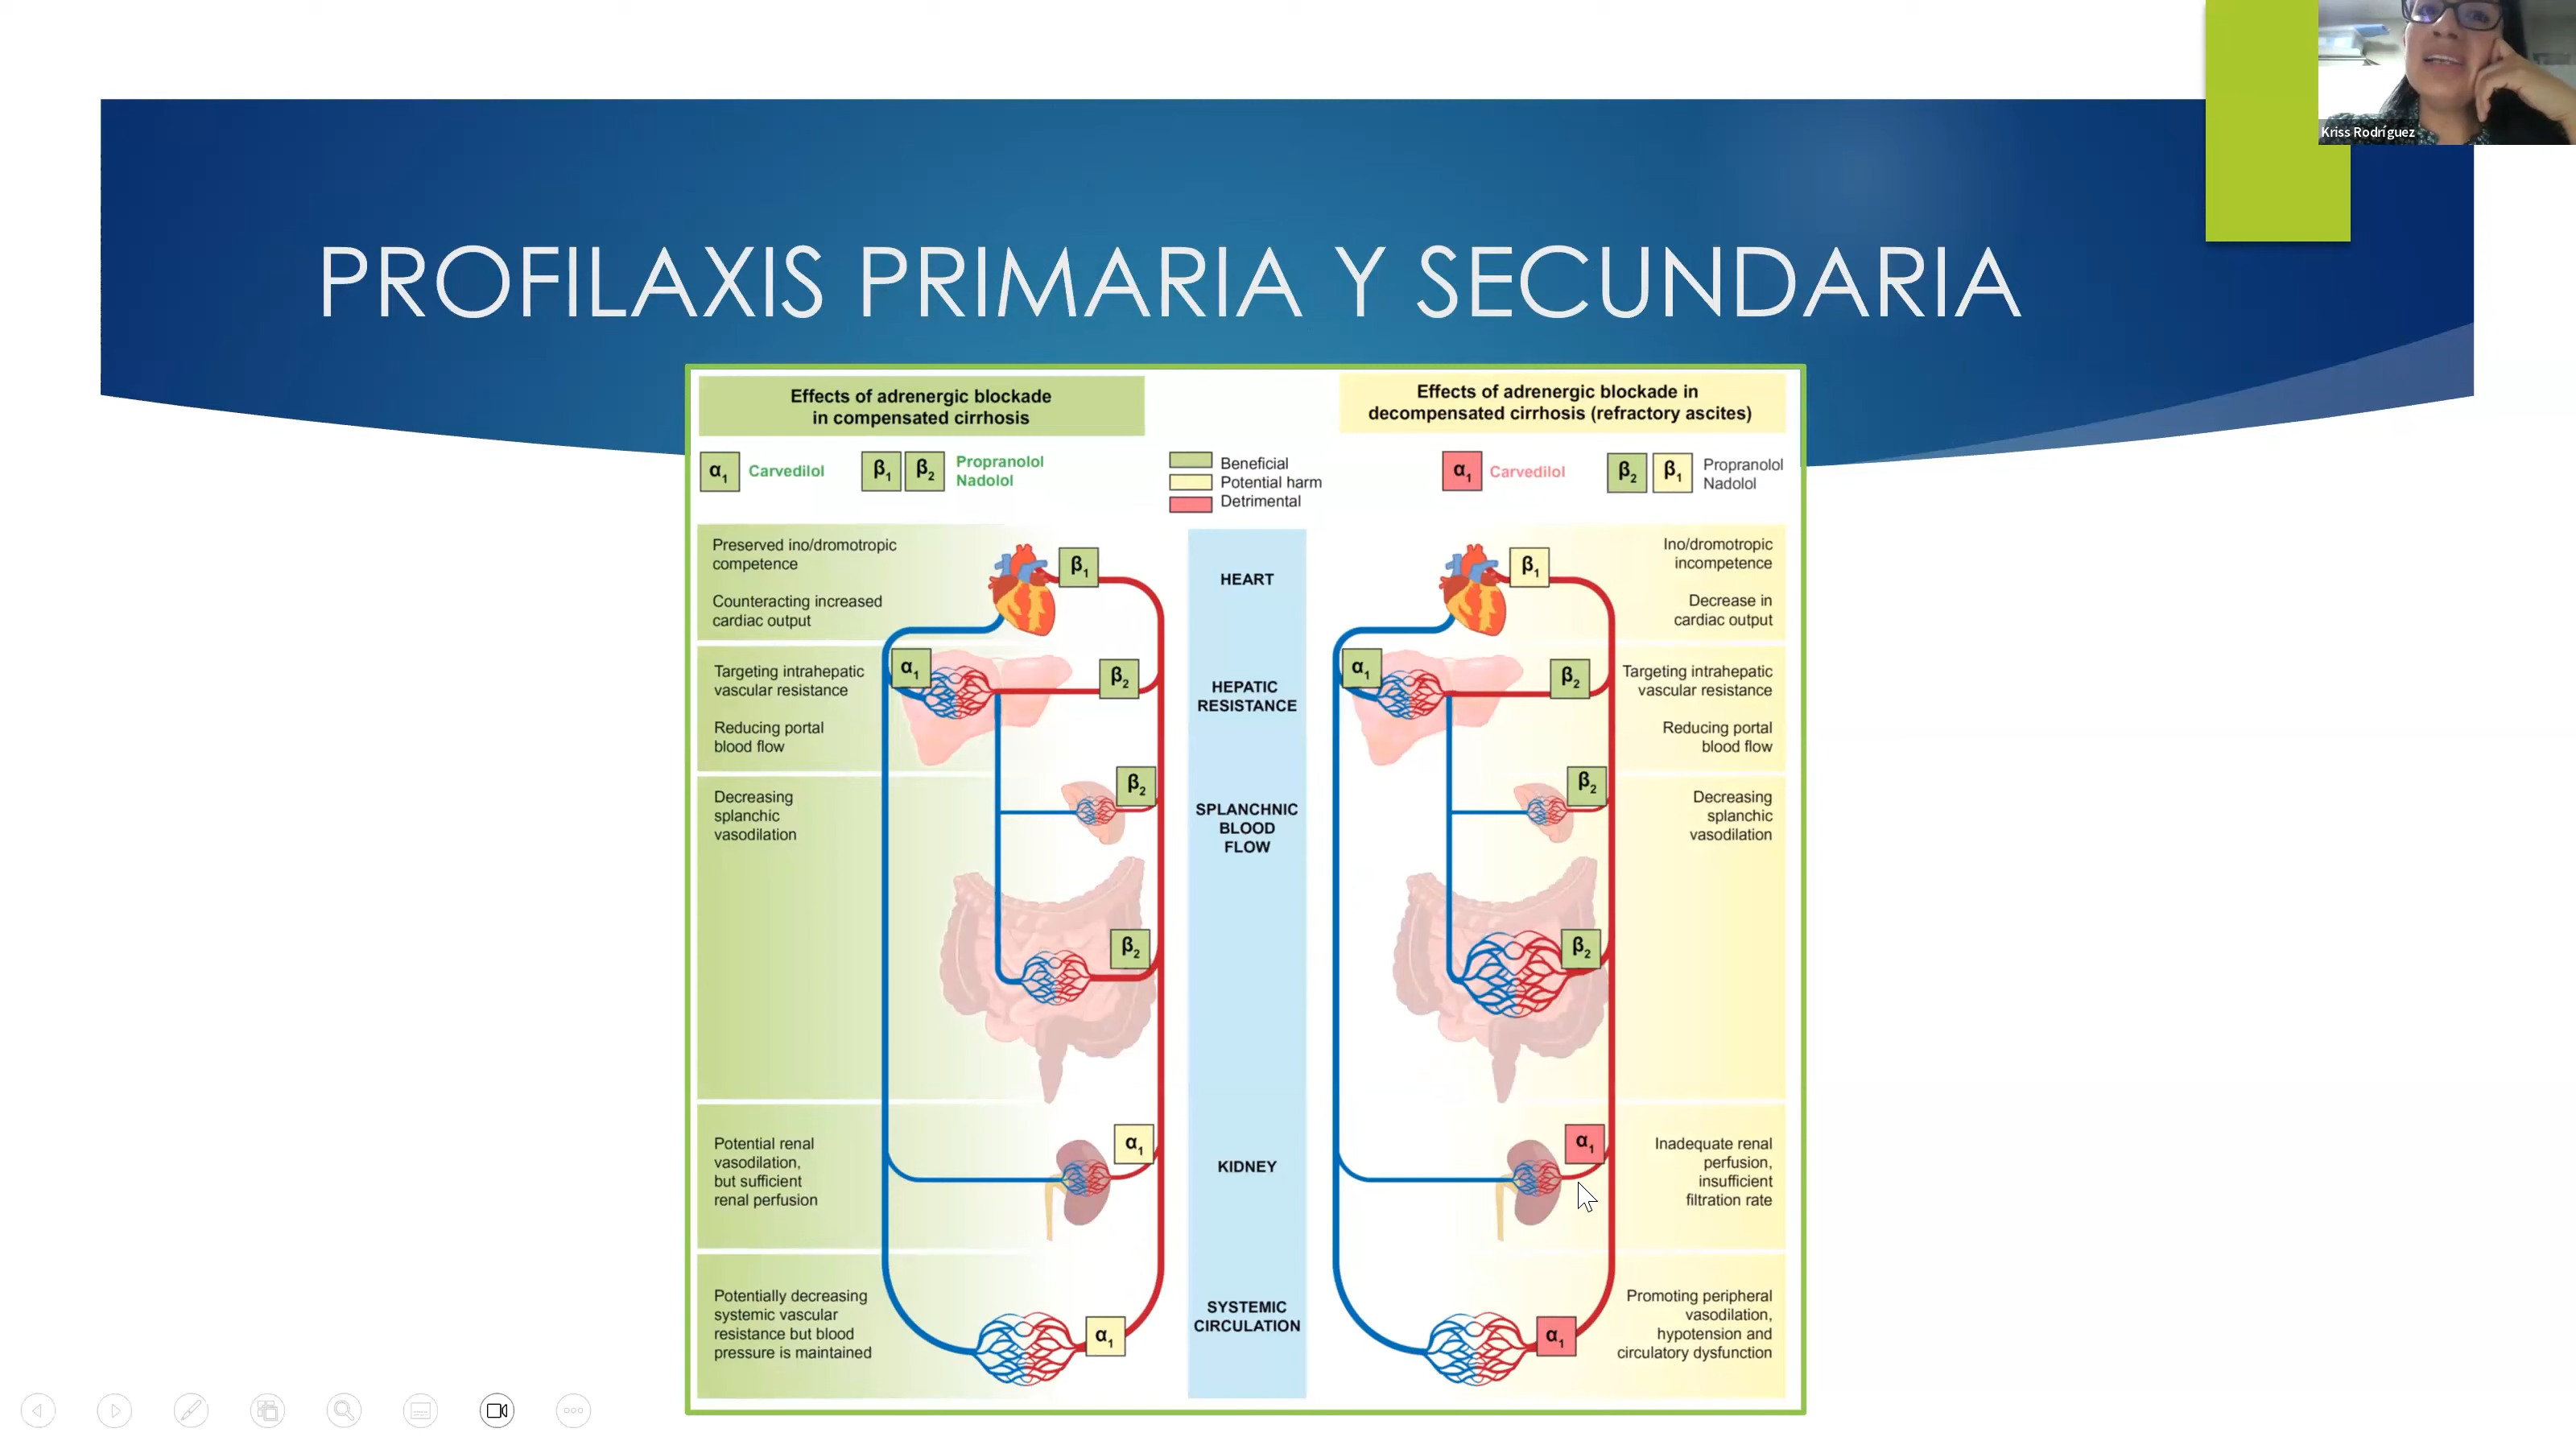 Kriss Rodríguez
PROFILAXIS PRIMARIA Y SECUNDARIA
Effects of adrenergic blockade
in compensated cirrhosis
α1 Carvedilol
β1 β2 Propranolol
Nadolol
Beneficial
Potential harm
Detrimental
Effects of adrenergic blockade in
decompensated cirrhosis (refractory ascites)
α1 Carvedilol
β2 β1 Propranolol
Nadolol
Preserved ino/dromotropic
competence
Counteracting increased
cardiac output
β1
HEART
β1
Ino/dromotropic
incompetence
Decrease in
cardiac output
Targeting intrahepatic
vascular resistance
Reducing portal
blood flow
α1
β2
HEPATIC
RESISTANCE
α1
β2
Targeting intrahepatic
vascular resistance
Reducing portal
blood flow
Decreasing
splanchic
vasodilation
β2
β2
SPLANCHNIC
BLOOD
FLOW
β2
β2
Decreasing
splanchic
vasodilation
Potential renal
vasodilation,
but sufficient
renal perfusion
α1
KIDNEY
α1
Inadequate renal
perfusion,
insufficient
filtration rate
Potentially decreasing
systemic vascular
resistance but blood
pressure is maintained
α1
SYSTEMIC
CIRCULATION
α1
Promoting peripheral
vasodilation,
hypotension and
circulatory dysfunction